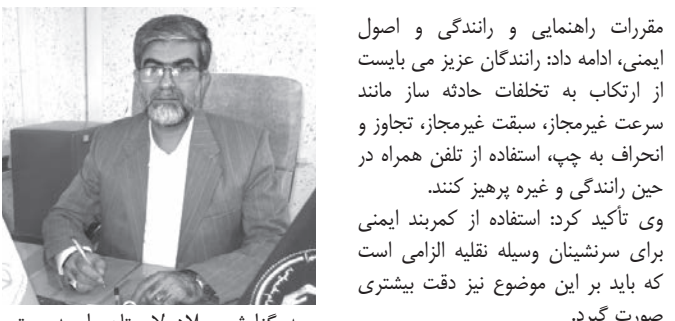 مقررات راهنمایی و رانندگی و اصول
ایمنی، ادامه داد: رانندگان عزیز می بایست
از ارتکاب به تخلفات حادثه ساز مانند
سرعت غیرمجاز، سبقت غیرمجاز، تجاوز و
انحراف به چپ، استفاده از تلفن همراه در
حین رانندگی و غیره پرهیز کنند.
وی تأکید کرد: استفاده از کمربند ایمنی
برای سرنشینان وسیله نقلیه الزامی است
که باید بر این موضوع نیز دقت بیشتری
صورت گیرد.